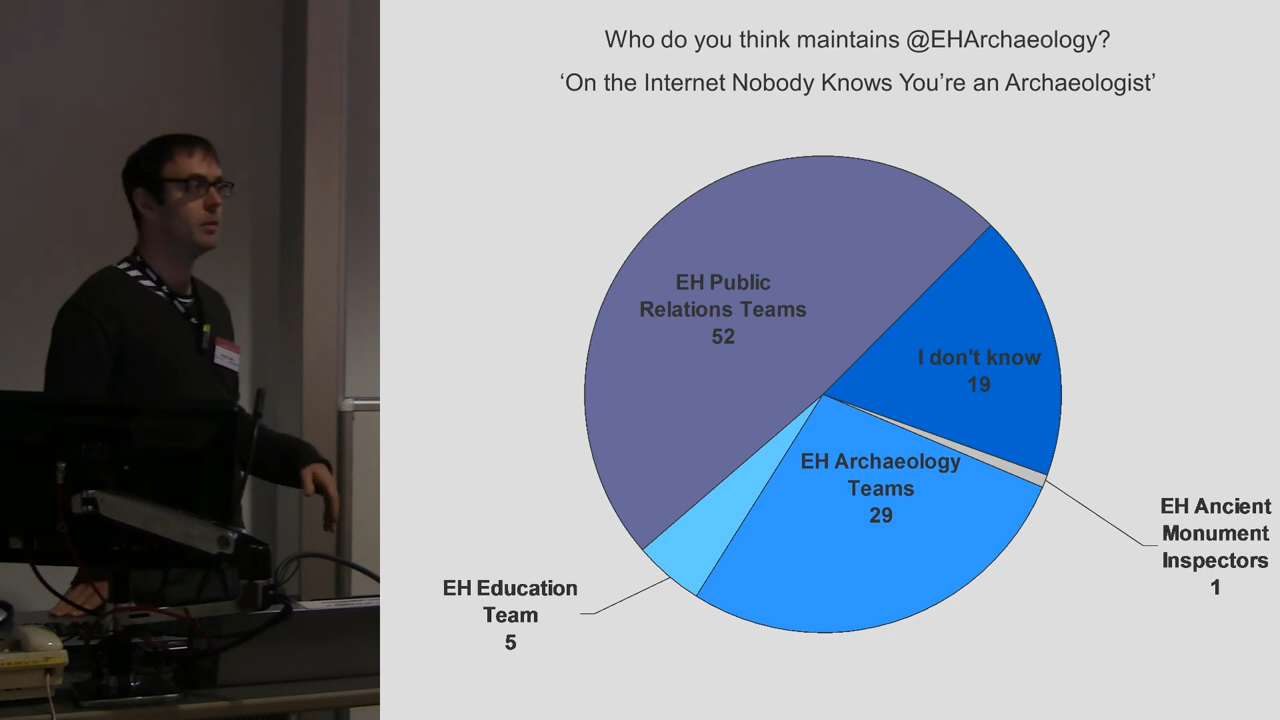 Who do you think maintains @EHArchaeology?
‘On the Internet Nobody Knows You’re an Archaeologist’
EH Public
Relations Teams
52
I don't know
19
EH Archaeology
Teams
29
EH Ancient
Monument
Inspectors
1
EH Education
Team
5